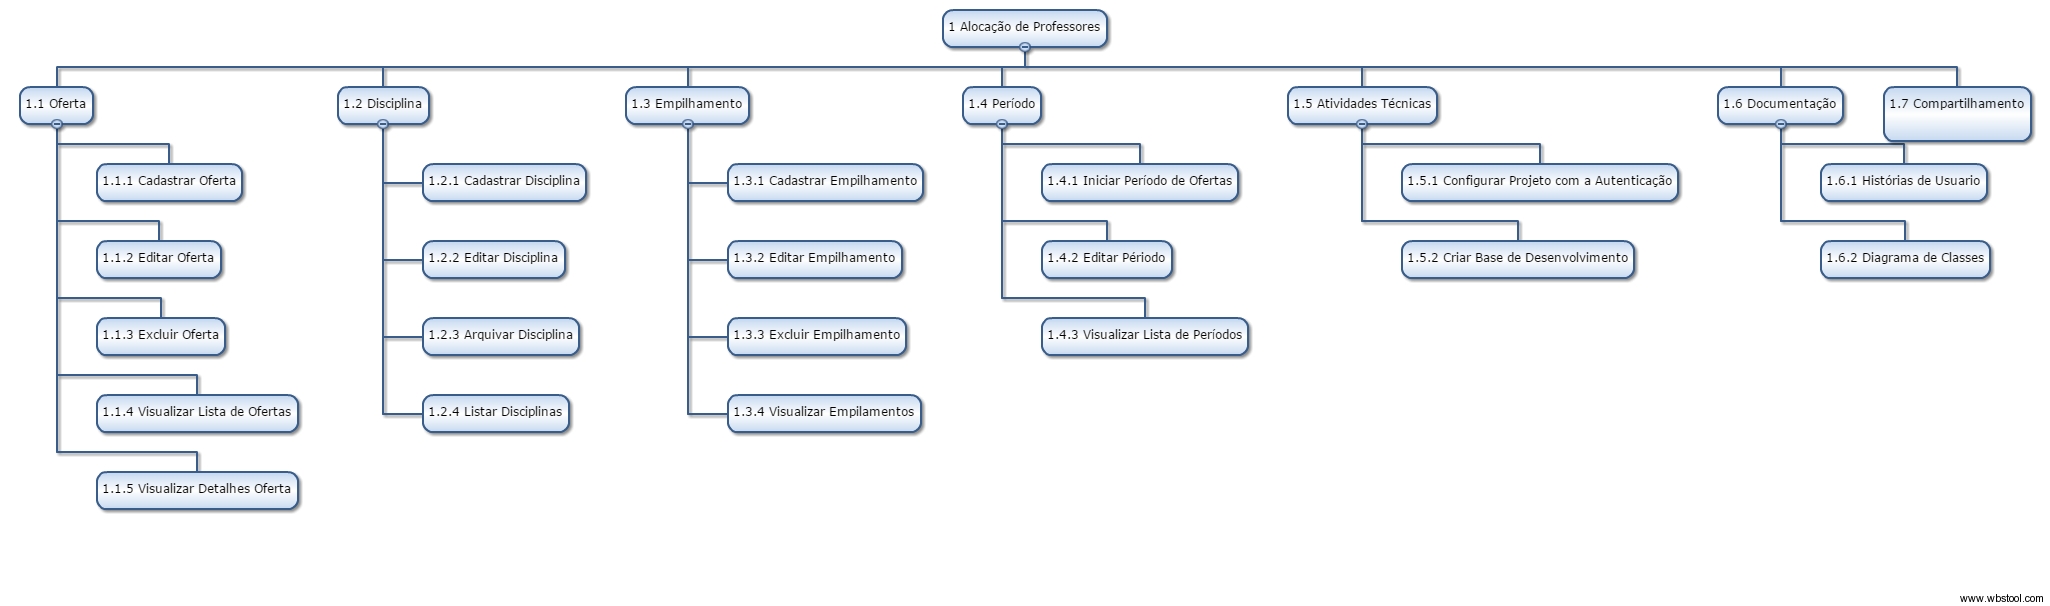 1 Alocação de Professores
1.1 Oferta
1.2 Disciplina
1.3 Empilhamento
1.4 Período
1.5 Atividades Técnicas
1.6 Documentação
1.7 Compartilhamento
1.1.1 Cadastrar Oferta
1.2.1 Cadastrar Disciplina
1.3.1 Cadastrar Empilhamento
1.4.1 Iniciar Período de Ofertas
1.5.1 Configurar Projeto com a Autenticação
1.6.1 Histórias de Usuario
1.1.2 Editar Oferta
1.2.2 Editar Disciplina
1.3.2 Editar Empilhamento
1.4.2 Editar Périodo
1.5.2 Criar Base de Desenvolvimento
1.6.2 Diagrama de Classes
1.1.3 Excluir Oferta
1.2.3 Arquivar Disciplina
1.3.3 Excluir Empilhamento
1.4.3 Visualizar Lista de Períodos
1.1.4 Visualizar Lista de Ofertas
1.2.4 Listar Disciplinas
1.3.4 Visualizar Empilamentos
1.1.5 Visualizar Detalhes Oferta
www.wbstool.com